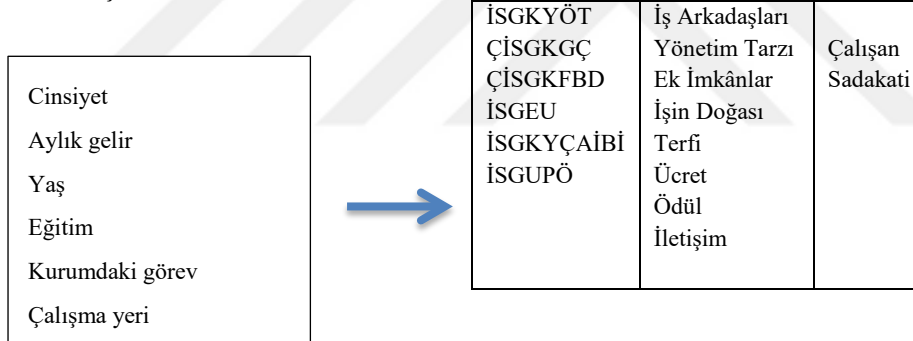 Cinsiyet
Aylık gelir
Yaş
Eğitim
Kurumdaki görev
Çalışma yeri
İSGKYÖT
ÇİSGKGÇ
ÇİSGKFBD
İSGEU
İSGKYÇAİBİ
İSGUPÖ
İş Arkadaşları
Yönetim Tarzı
Ek İmkânlar
İşin Doğası
Terfi
Ücret
Ödül
İletişim
Çalışan
Sadakati